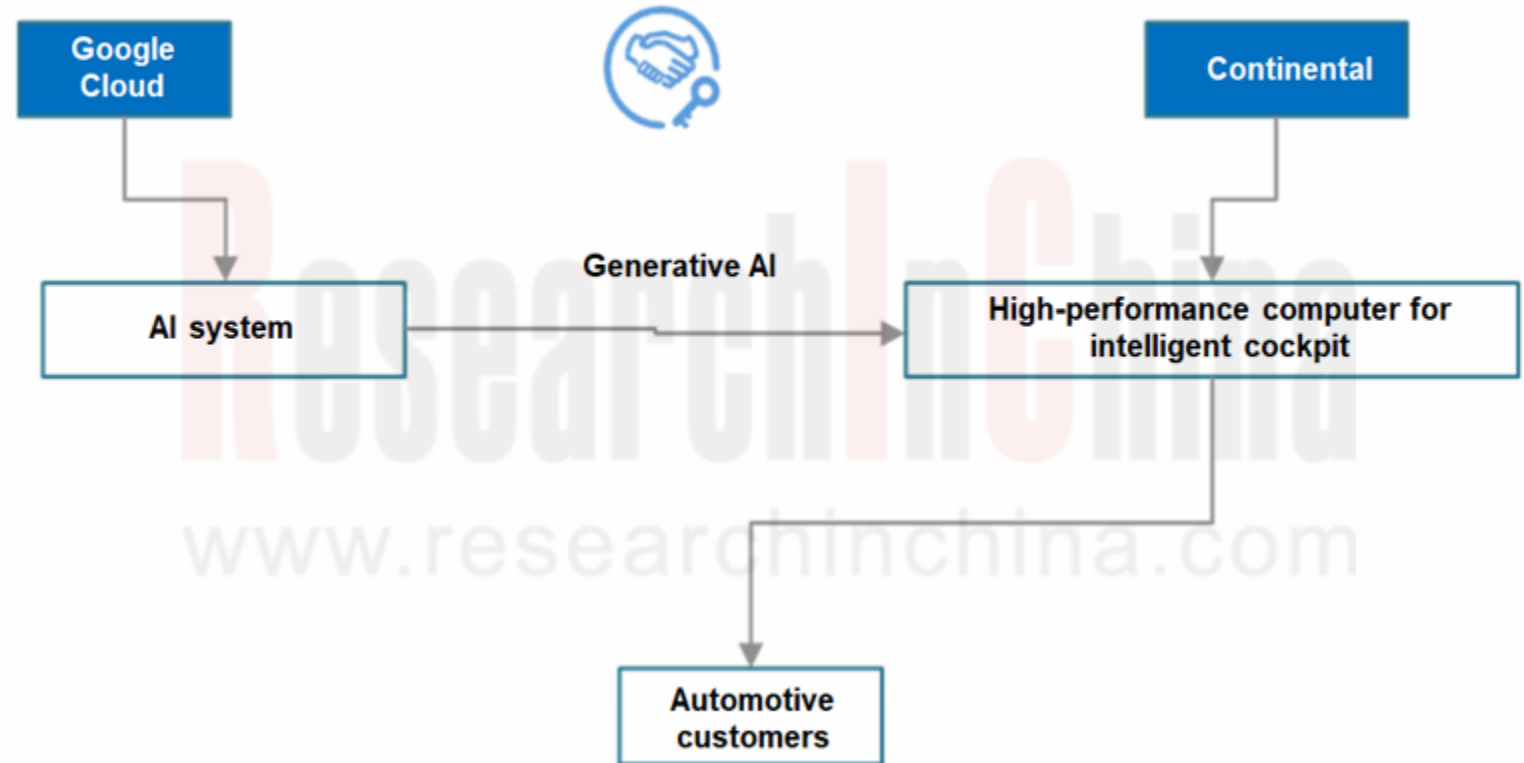 Google
Cloud
Continental
Generative AI
AI system
High-performance computer for
intelligent cockpit
ResearchInChina
www.researchinchina.com
Automotive
customers